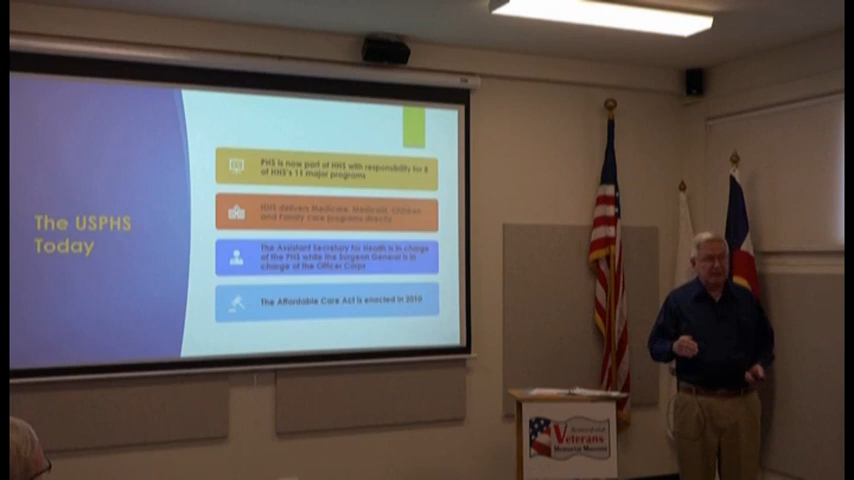 The USPHS
Today
PHS is now part of HHS with responsibility for 8
of HHS's 11 major programs
HHS delivers Medicare, Medicaid, Children
and Family care programs directly
The Assistant Secretary for Health is in charge
of the PHS while the Surgeon General is in
charge of the Officer Corps
The Affordable Care Act is enacted in 2010
Veterans
Memorial Museum